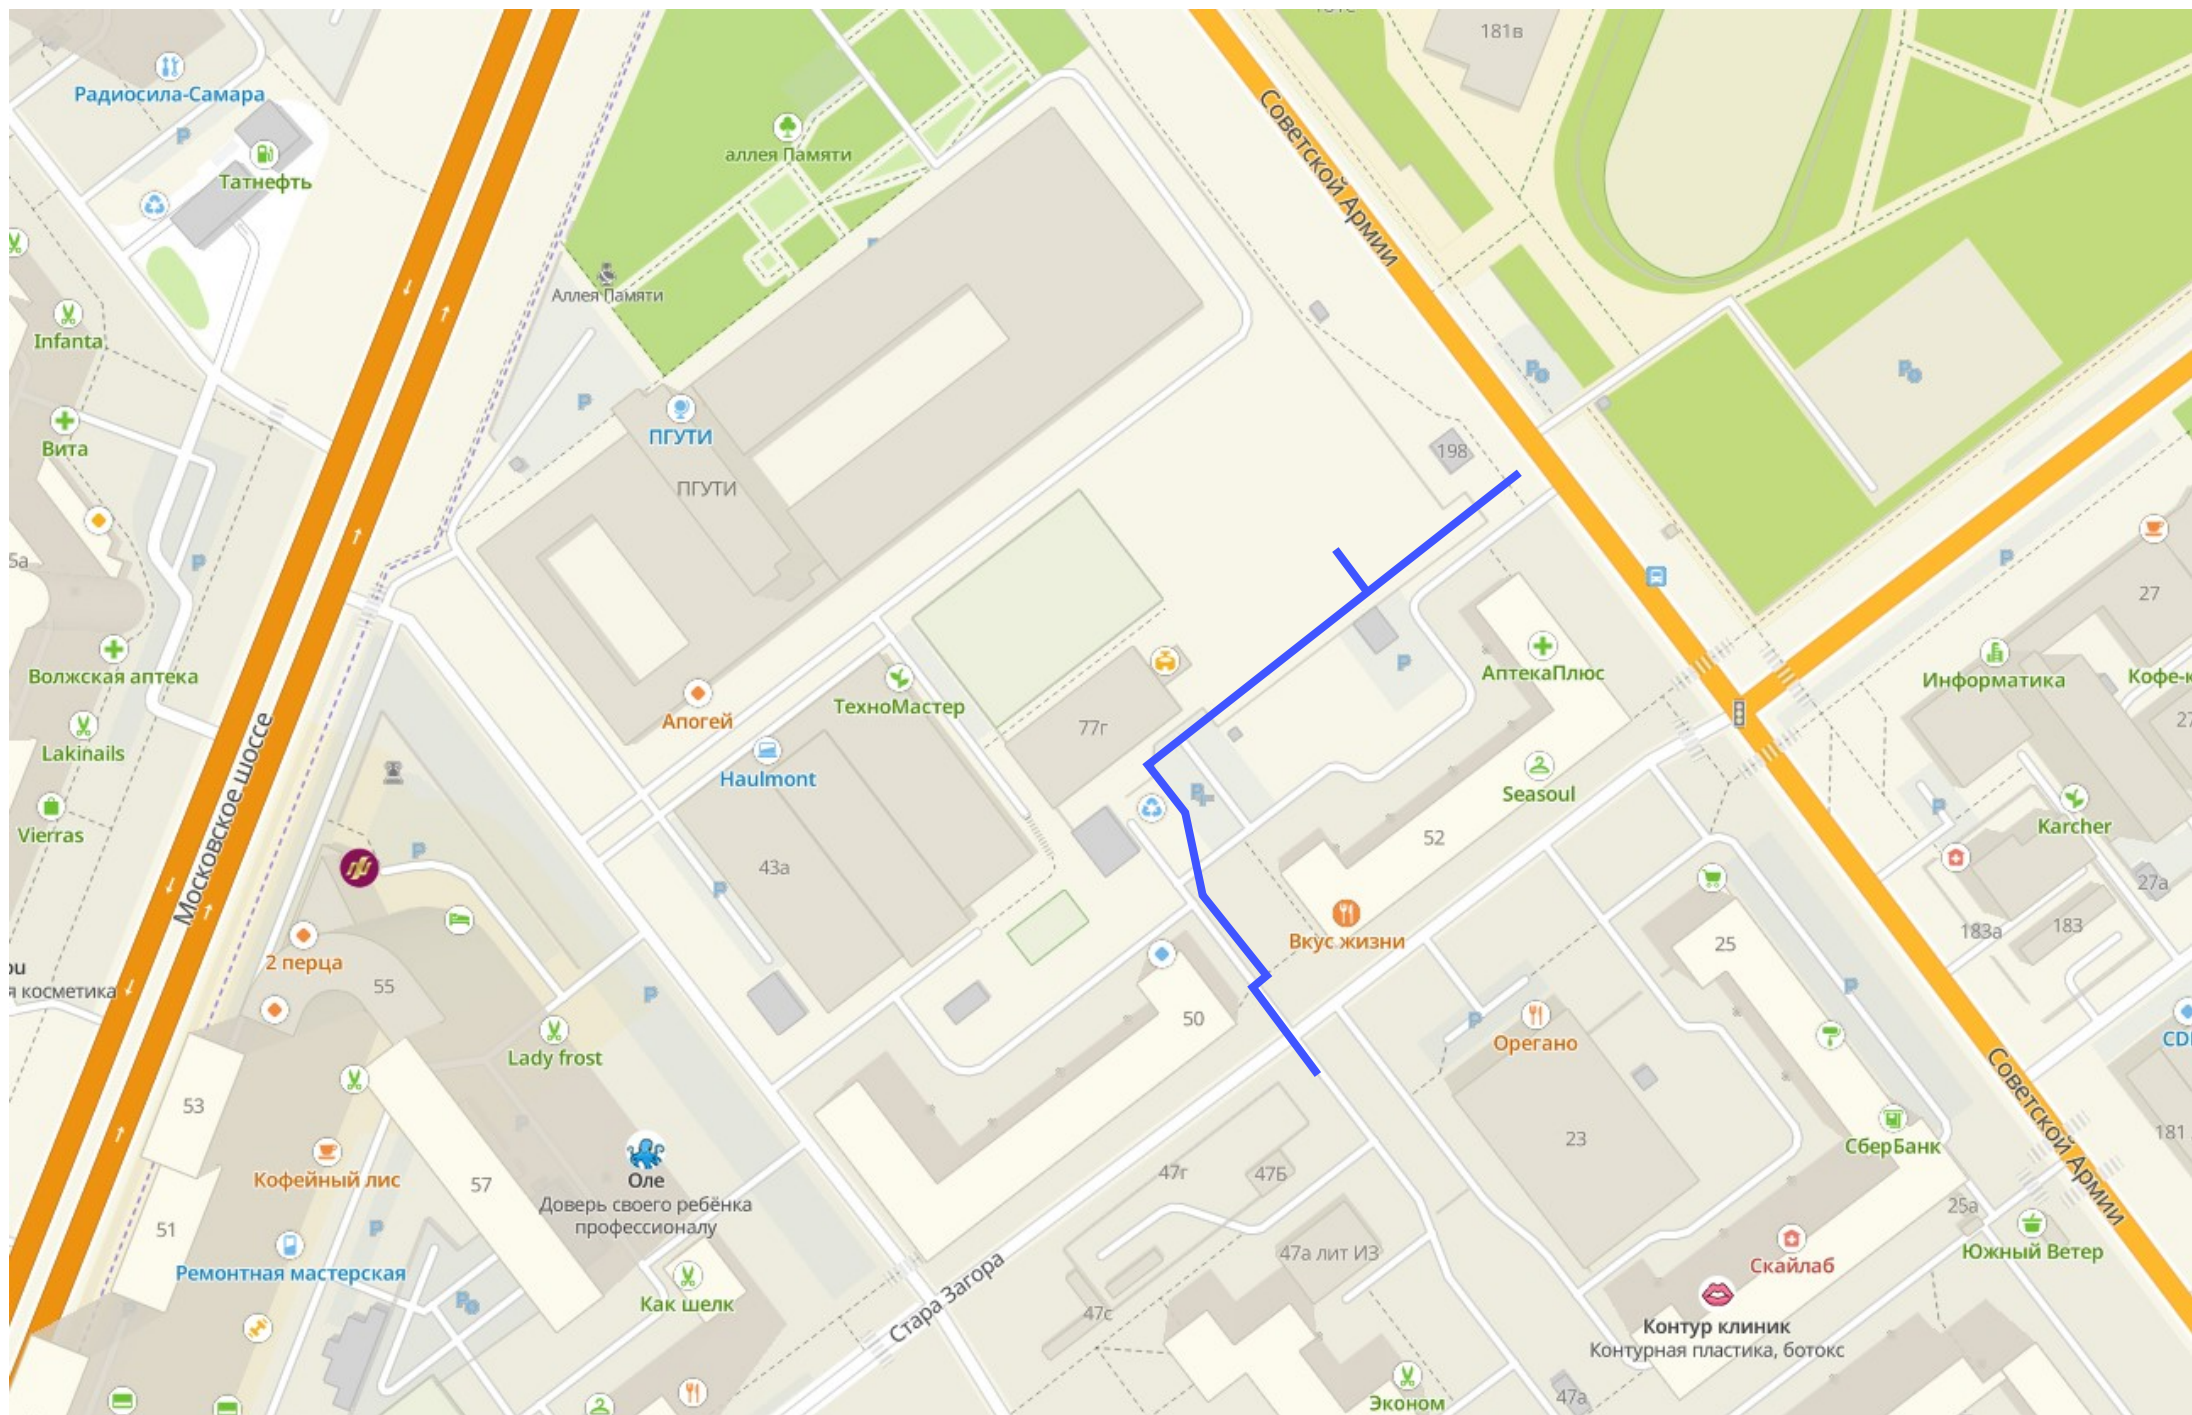 181в
Радиосила-Самара
Татнефть
аллея Памяти
Советской Армии
Аллея Памяти
Infanta
Вита
ПГУТИ
ПГУТИ
198
5а
27
Волжская аптека
ТехноМастер
АптекаПлюс
Информатика
Апогей
77г
27
Lakinails
Haulmont
Seasoul
Московское шоссе
Vierras
52
Karcher
43а
27а
Вкус жизни
25
183а
183
2 перца
55
я косметика
50
Орегано
Lady frost
53
Советской Армии
23
СберБанк
181
Кофейный лис
57
Оле
Доверь своего ребёнка
профессионалу
47г
47Б
25а
51
47а лит ИЗ
Южный Ветер
Ремонтная мастерская
Скайлаб
Как шелк
Стара Загора
47с
Контур клиник
Контурная пластика, ботокс
Эконом
47а